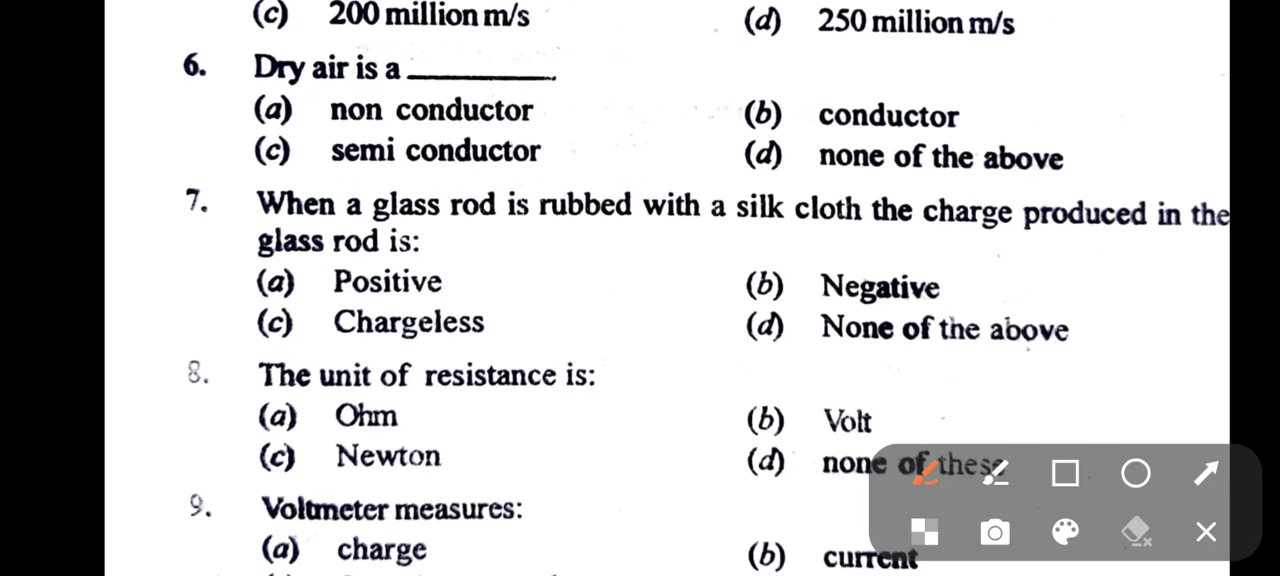 (c) 200 million m/s (d) 250 million m/s
6. Dry air is a ________.
(a) non conductor (b) conductor
(c) semi conductor (d) none of the above
7. When a glass rod is rubbed with a silk cloth the charge produced in the
glass rod is:
(a) Positive (b) Negative
(c) Chargeless (d) None of the above
8. The unit of resistance is:
(a) Ohm (b) Volt
(c) Newton (d) none of these
9. Voltmeter measures:
(a) charge (b) current